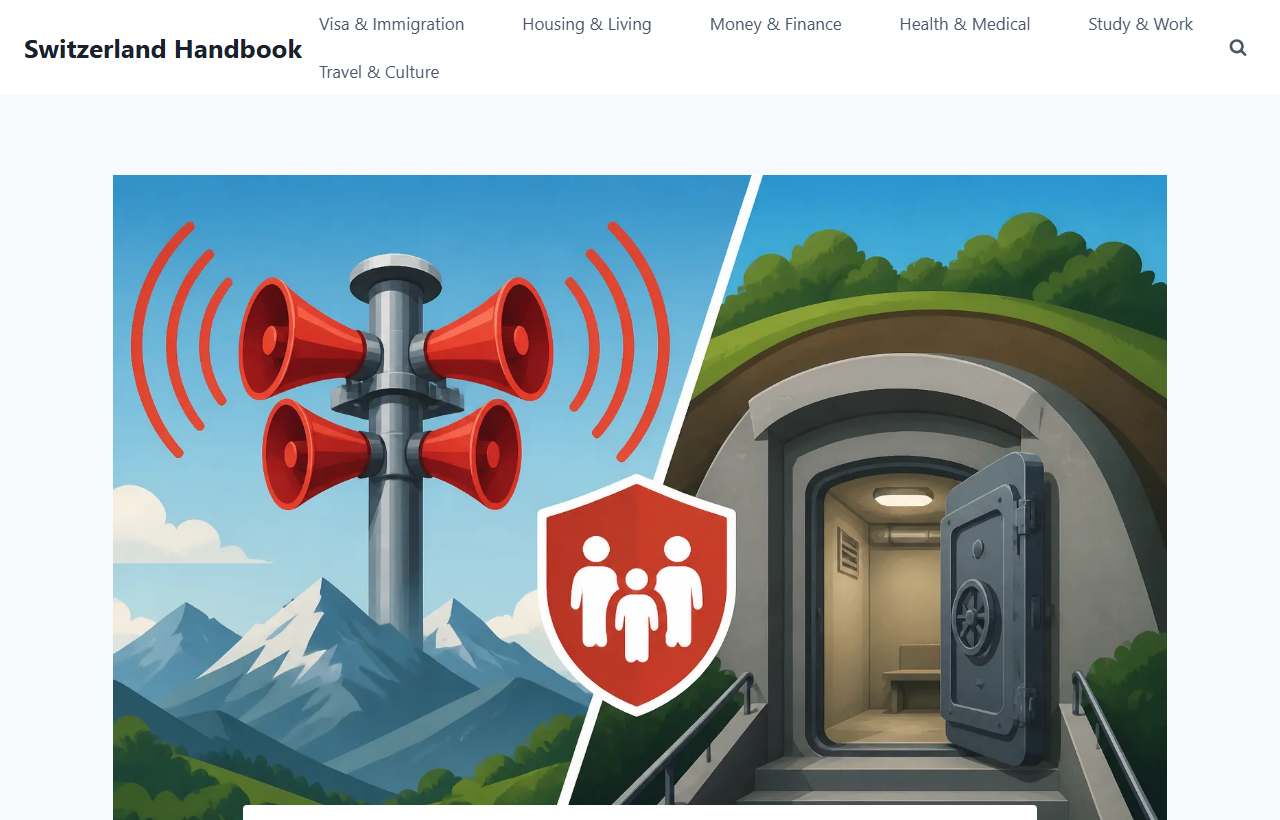 Switzerland Handbook
Visa & Immigration
Housing & Living
Money & Finance
Health & Medical
Study & Work
Travel & Culture